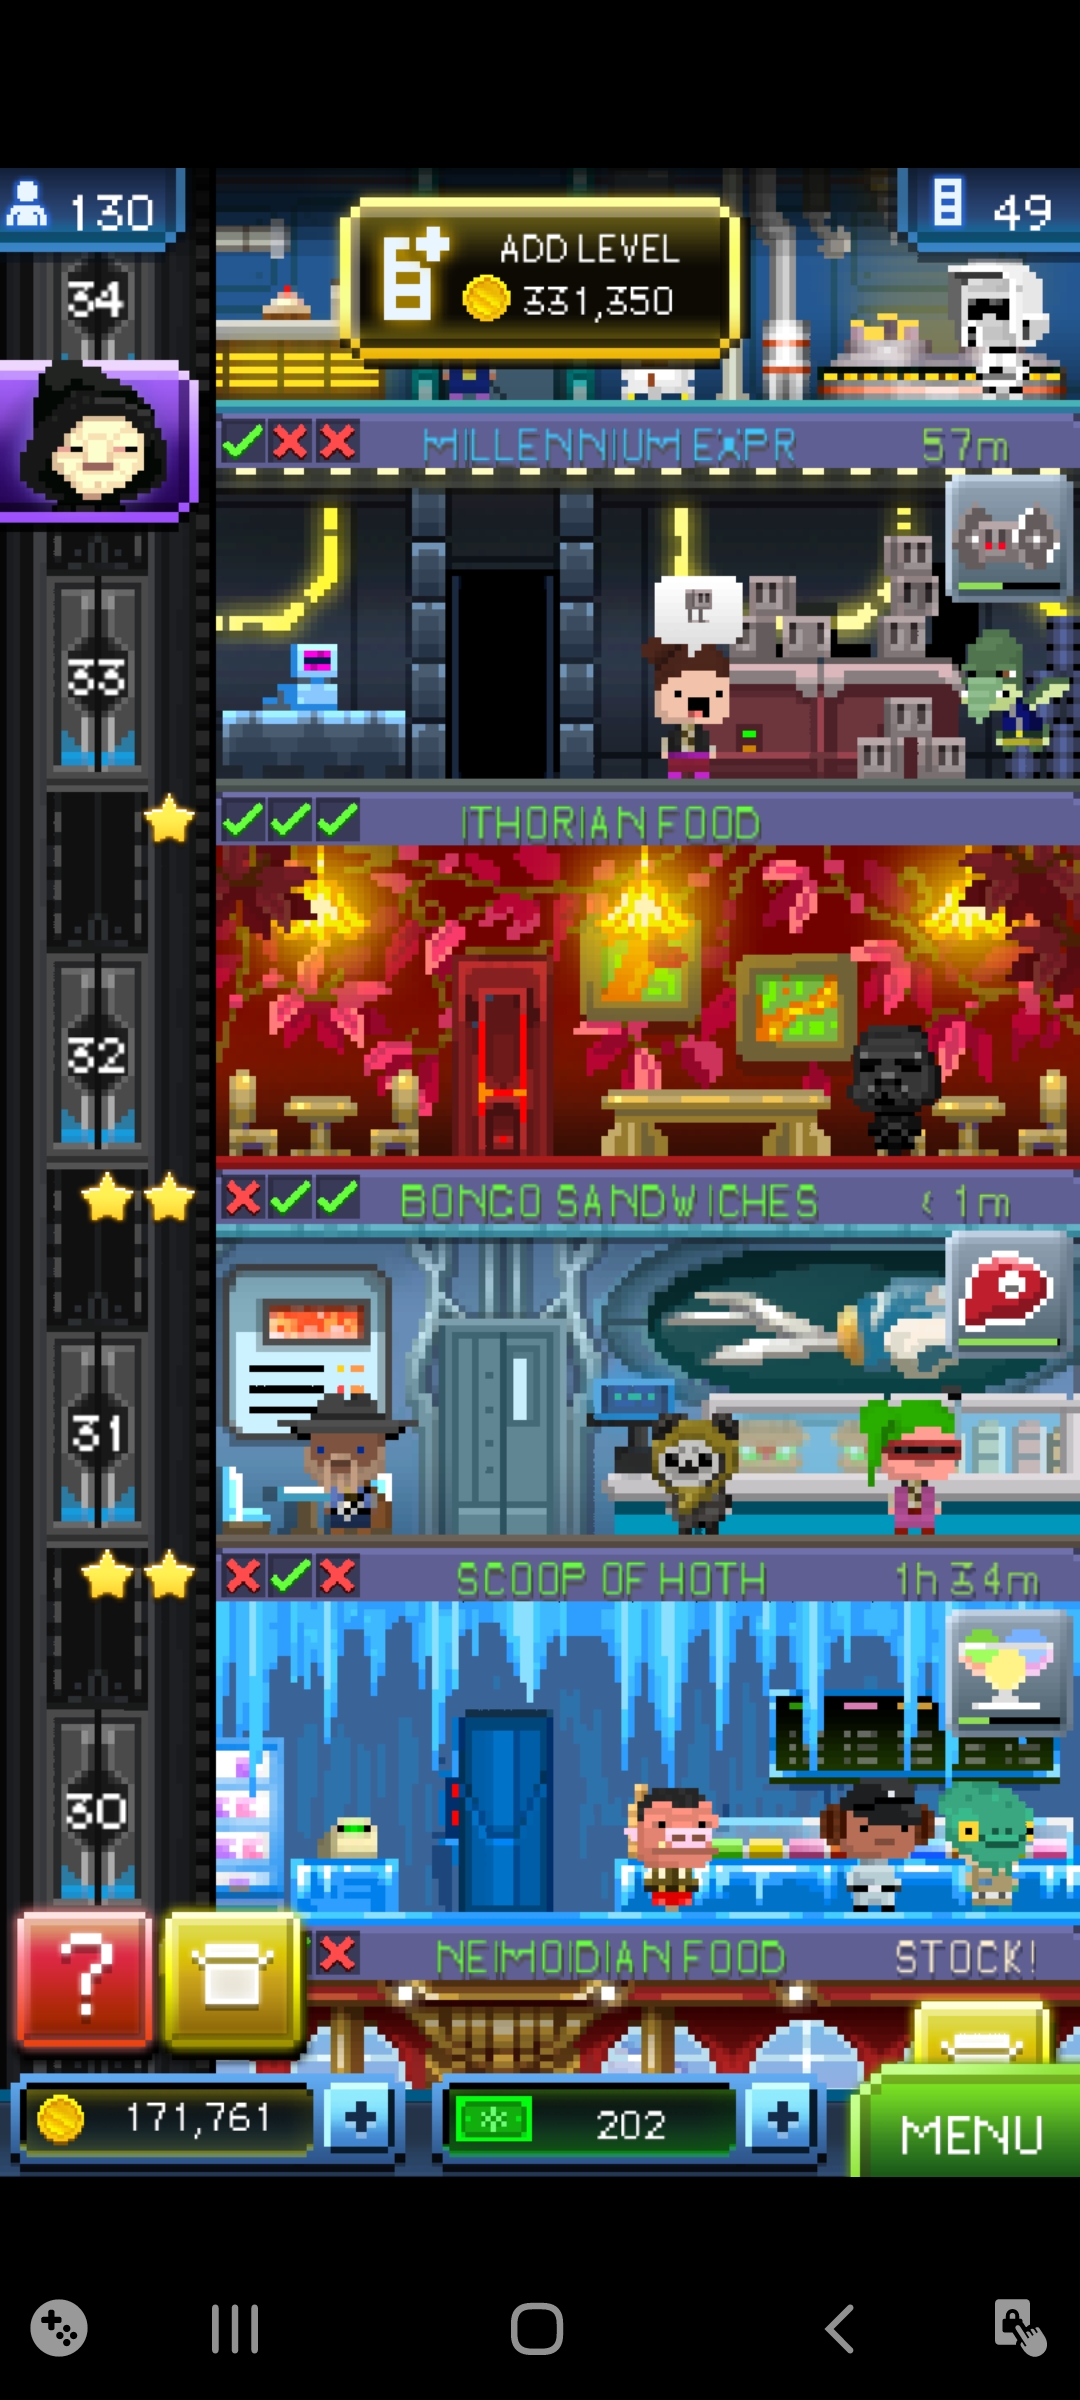 130
ADD LEVEL
331,350
49
34
MILLENNIUM EXPR 57m
33
ITHORIAN FOOD
32
BONGO SANDWICHES < 1m
31
SCOOP OF HOTH 1h 34m
30
?
NEIMOIDIAN FOOD STOCK!
171,761
202
MENU